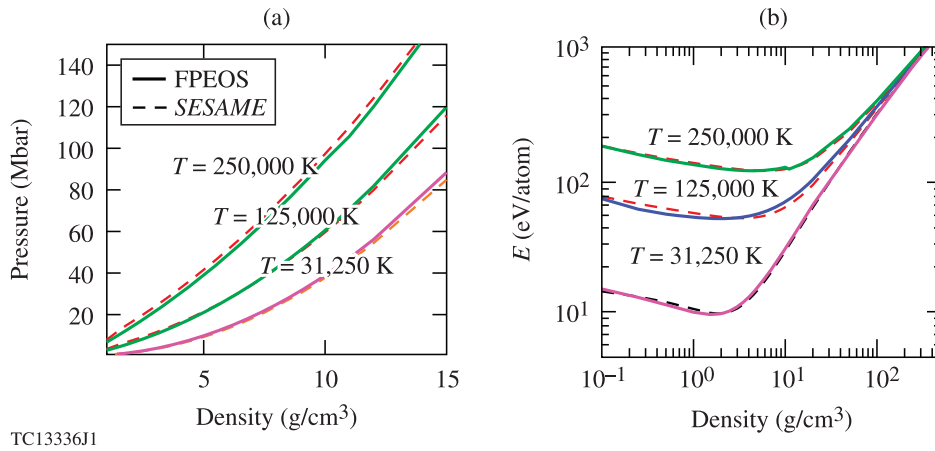 (a)
Pressure (Mbar)
140
120
100
80
60
40
20
FPEOS
SESAME
T = 250,000 K
T = 125,000 K
T = 31,250 K
5
10
15
Density (g/cm³)
(b)
E (eV/atom)
10³
10²
10¹
T = 250,000 K
T = 125,000 K
T = 31,250 K
10⁻¹
10⁰
10¹
10²
Density (g/cm³)
TC13336J1